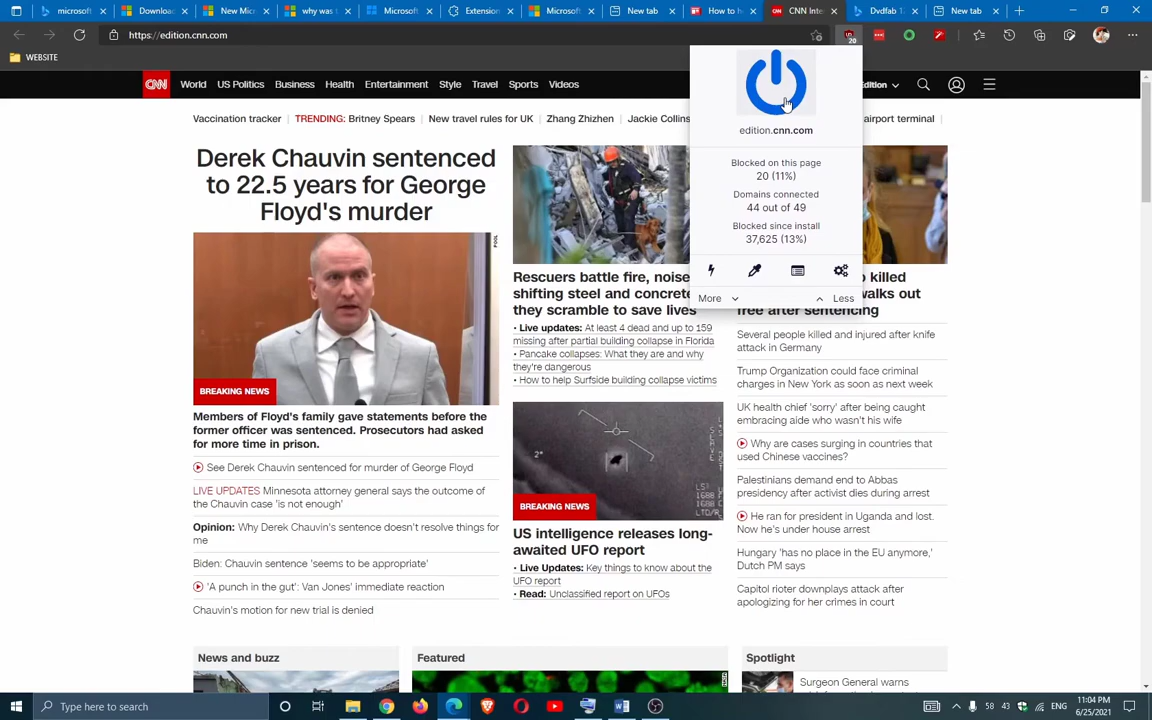 microsoft
Download
New Micr
why was t
Microsoft
Extension
Microsoft
New tab
How to h
CNN Inte
Dvdfab 12
New tab
https://edition.cnn.com
20
WEBSITE
CNN
World
US Politics
Business
Health
Entertainment
Style
Travel
Sports
Videos
Edition
Vaccination tracker
TRENDING: Britney Spears
New travel rules for UK
Zhang Zhizhen
Jackie Collins
airport terminal
edition.cnn.com
Blocked on this page
20 (11%)
Domains connected
44 out of 49
Blocked since install
37,625 (13%)
More
Less
Derek Chauvin sentenced
to 22.5 years for George
Floyd's murder
POOL
BREAKING NEWS
Members of Floyd's family gave statements before the
former officer was sentenced. Prosecutors had asked
for more time in prison.
See Derek Chauvin sentenced for murder of George Floyd
LIVE UPDATES Minnesota attorney general says the outcome of
the Chauvin case 'is not enough'
Opinion: Why Derek Chauvin's sentence doesn't resolve things for
me
Biden: Chauvin sentence 'seems to be appropriate'
'A punch in the gut': Van Jones' immediate reaction
Chauvin's motion for new trial is denied
Rescuers battle fire, noise
shifting steel and concrete
they scramble to save lives
• Live updates: At least 4 dead and up to 159
missing after partial building collapse in Florida
• Pancake collapses: What they are and why
they're dangerous
• How to help Surfside building collapse victims
2°
BREAKING NEWS
US intelligence releases long-
awaited UFO report
• Live Updates: Key things to know about the
UFO report
• Read: Unclassified report on UFOs
killed
walks out
free after sentencing
Several people killed and injured after knife
attack in Germany
Trump Organization could face criminal
charges in New York as soon as next week
UK health chief 'sorry' after being caught
embracing aide who wasn't his wife
Why are cases surging in countries that
used Chinese vaccines?
Palestinians demand end to Abbas
presidency after activist dies during arrest
He ran for president in Uganda and lost.
Now he's under house arrest
Hungary 'has no place in the EU anymore,'
Dutch PM says
Capitol rioter downplays attack after
apologizing for her crimes in court
News and buzz
Featured
Spotlight
Surgeon General warns
Type here to search
58
43
ENG
11:04 PM
6/25/2021